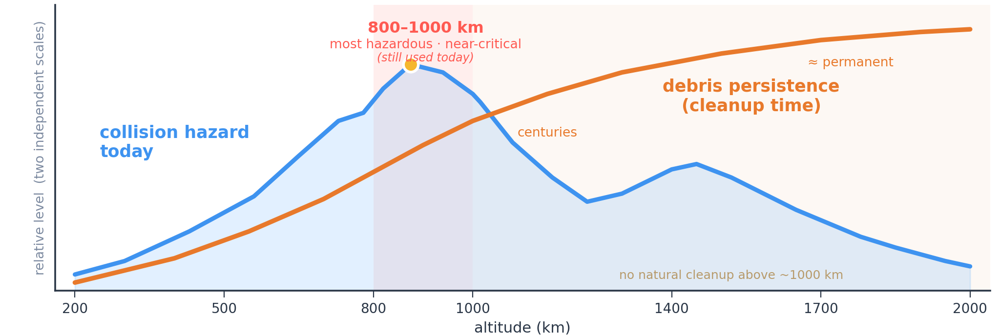 relative level  (two independent scales)
800–1000 km
most hazardous · near-critical
(still used today)
≈ permanent
debris persistence
(cleanup time)
collision hazard
today
centuries
no natural cleanup above ~1000 km
200 500 800 1000 1400 1700 2000
altitude (km)